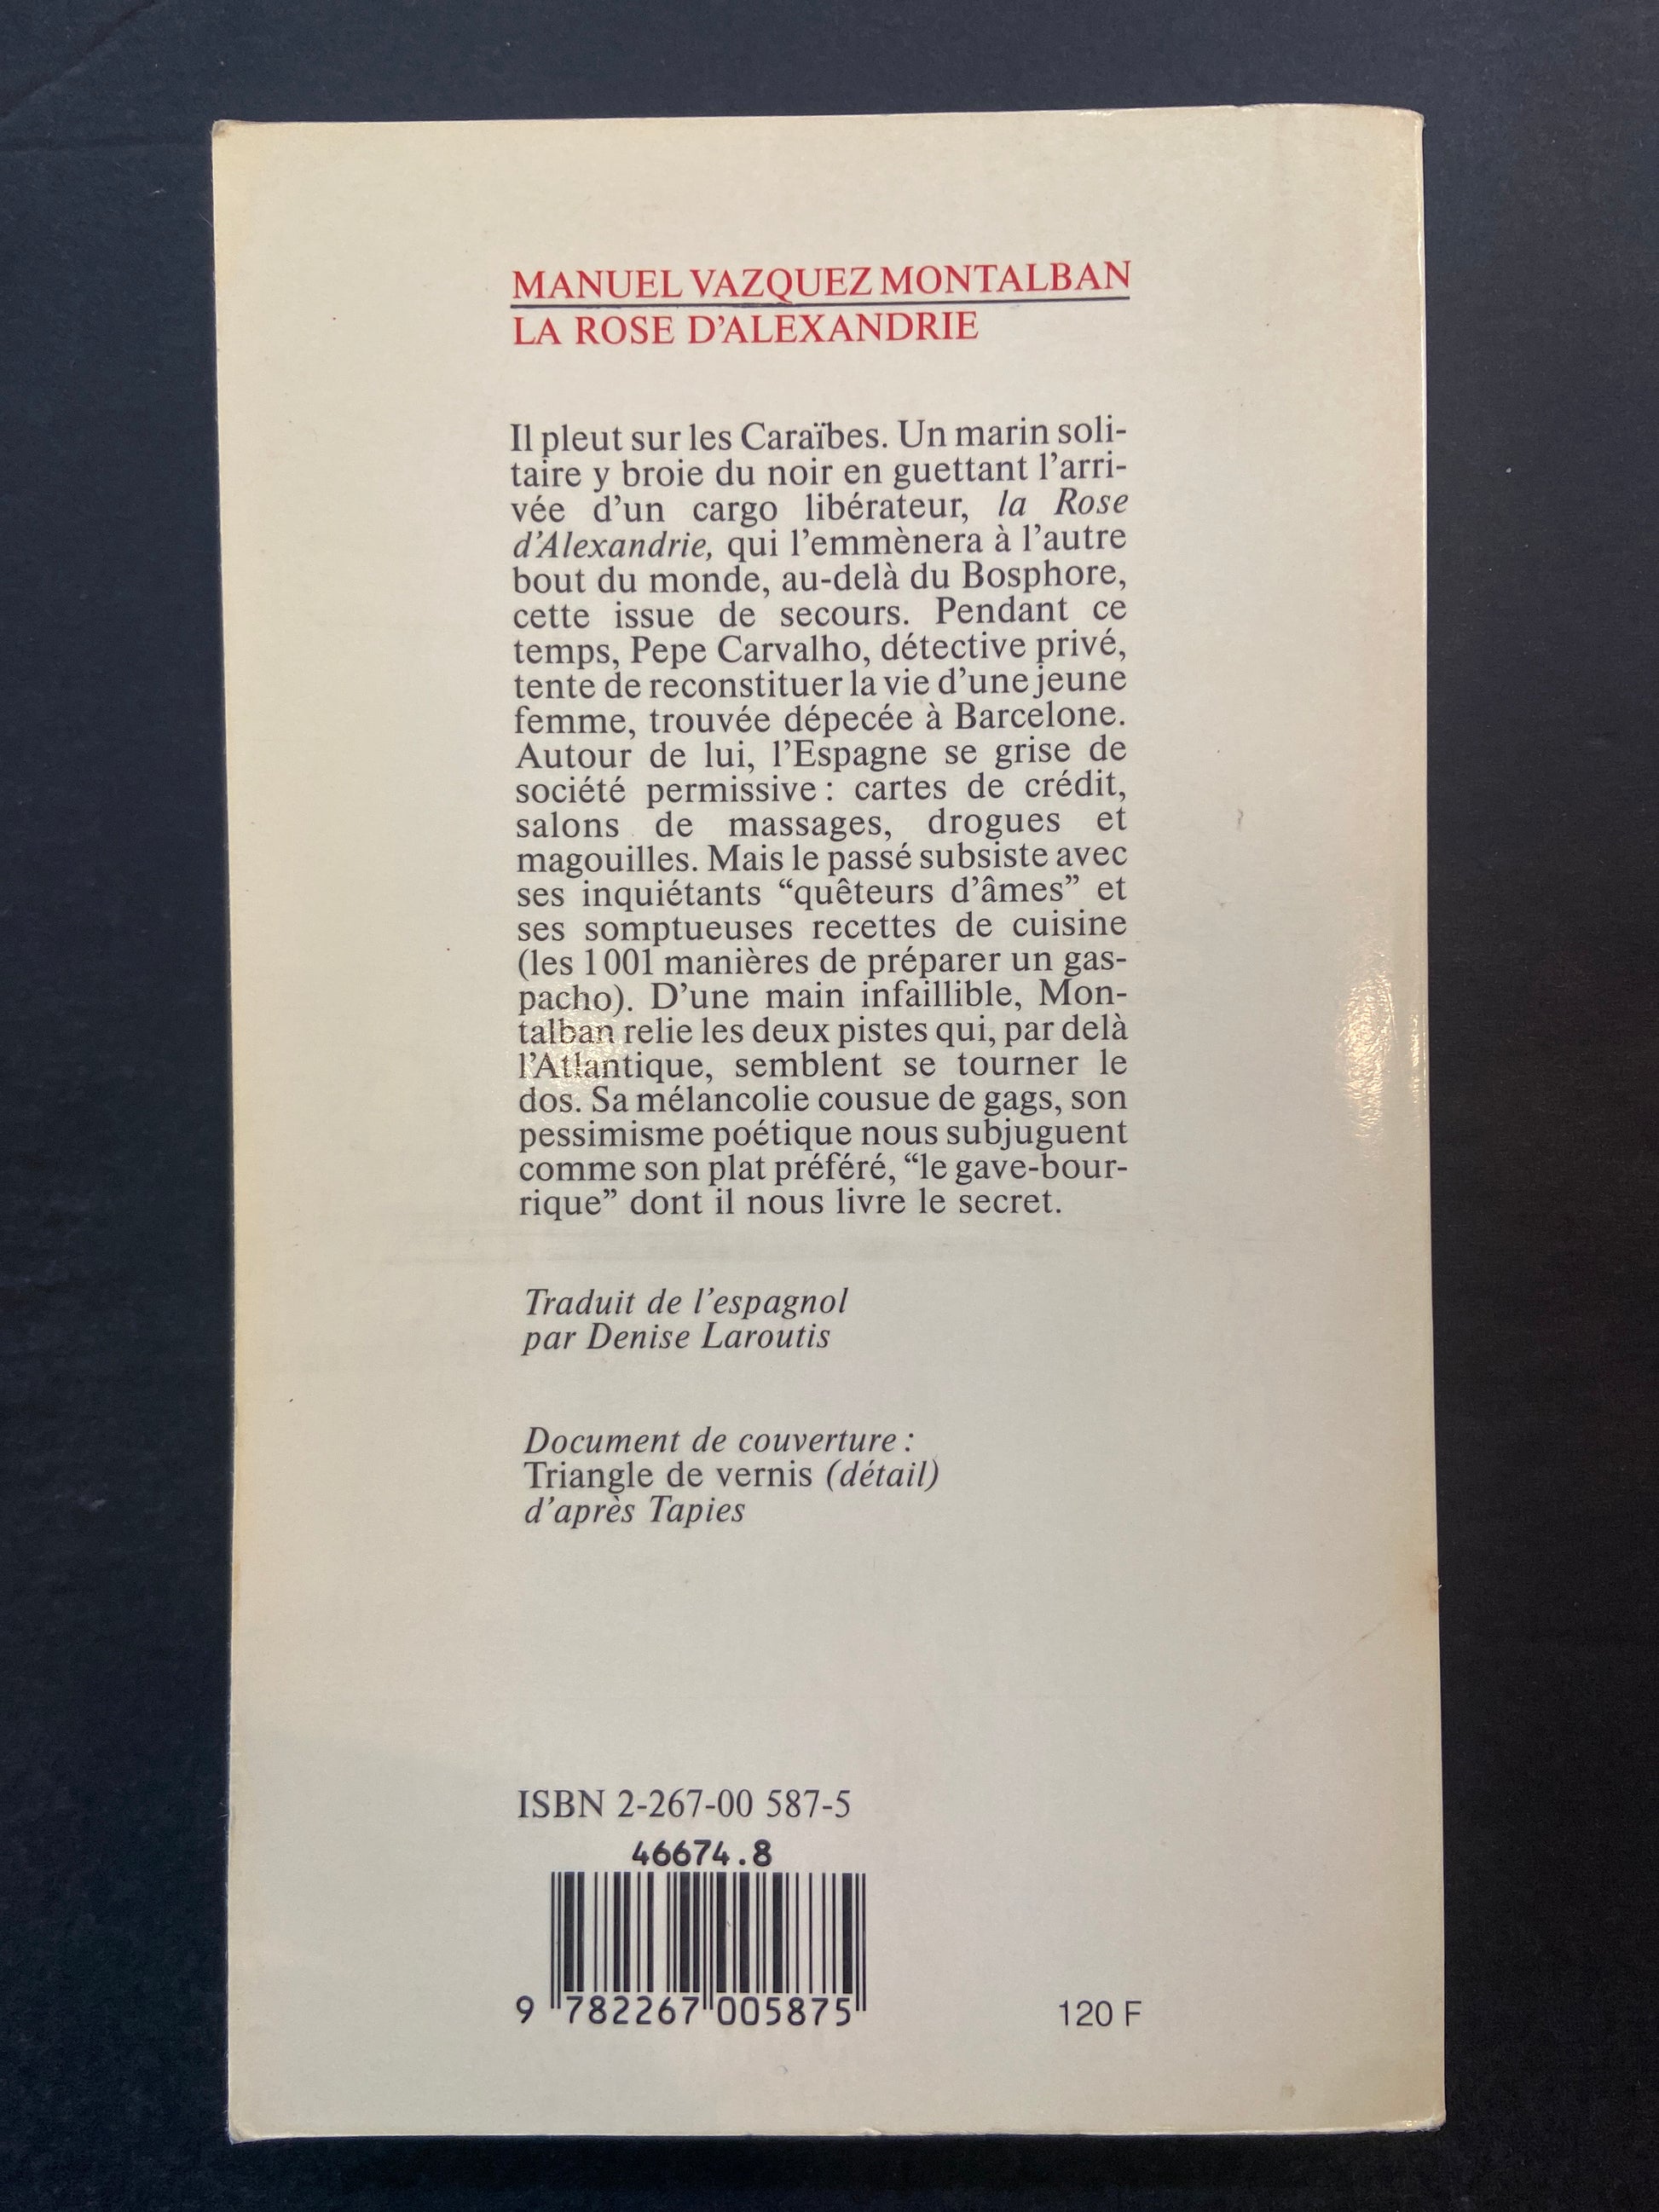 MANUEL VAZQUEZ MONTALBAN
LA ROSE D'ALEXANDRIE
Il pleut sur les Caraïbes. Un marin soli-
taire y broie du noir en guettant l'arri-
vée d'un cargo libérateur, la Rose
d'Alexandrie, qui l'emmènera à l'autre
bout du monde, au-delà du Bosphore,
cette issue de secours. Pendant ce
temps, Pepe Carvalho, détective privé,
tente de reconstituer la vie d'une jeune
femme, trouvée dépecée à Barcelone.
Autour de lui, l'Espagne se grise de
société permissive : cartes de crédit,
salons de massages, drogues et
magouilles. Mais le passé subsiste avec
ses inquiétants “quêteurs d'âmes” et
ses somptueuses recettes de cuisine
(les 1001 manières de préparer un gas-
pacho). D'une main infaillible, Mon-
talban relie les deux pistes qui, par delà
l'Atlantique, semblent se tourner le
dos. Sa mélancolie cousue de gags, son
pessimisme poétique nous subjuguent
comme son plat préféré, “le gave-bour-
rique” dont il nous livre le secret.
Traduit de l'espagnol
par Denise Laroutis
Document de couverture :
Triangle de vernis (détail)
d'après Tapies
ISBN 2-267-00 587-5
46674.8
9 782267 005875
120 F